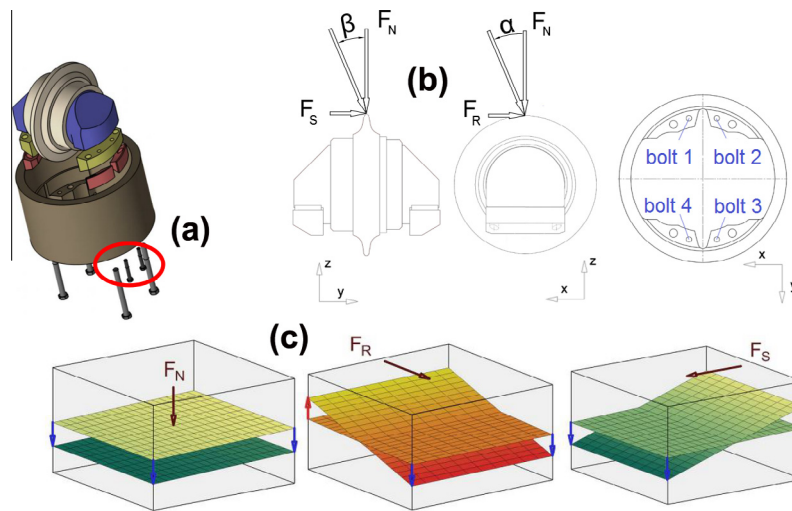 (a)
(b)
β
F_N
F_S
α
F_N
F_R
z
y
z
x
bolt 1
bolt 2
bolt 4
bolt 3
x
y
(c)
F_N
F_R
F_S